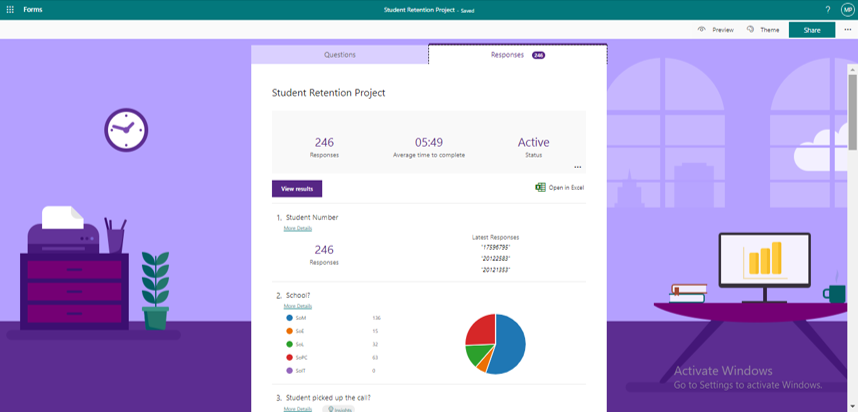 Forms
Student Retention Project - Saved
?
MP
Preview
Theme
Share
Questions
Responses 246
Student Retention Project
246
Responses
05:49
Average time to complete
Active
Status
View results
Open in Excel
1. Student Number
More Details
246
Responses
Latest Responses
"17596795"
"20122583"
"20121353"
2. School?
More Details
SoM 136
SoE 15
SoL 32
SoPC 63
SoIT 0
3. Student picked up the call?
More Details
Insights
Activate Windows
Go to Settings to activate Windows.